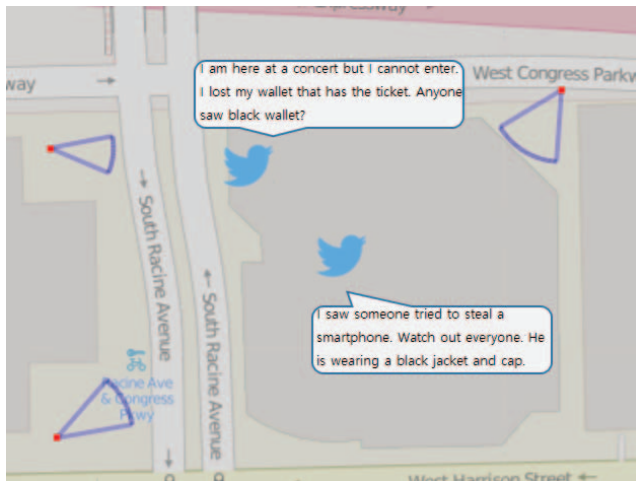 Expressway
way
West Congress Parkw
I am here at a concert but I cannot enter.
I lost my wallet that has the ticket. Anyone
saw black wallet?
South Racine Avenue
South Racine Avenue
I saw someone tried to steal a
smartphone. Watch out everyone. He
is wearing a black jacket and cap.
Racine Ave
& Congress
Pkwy
West Harrison Street